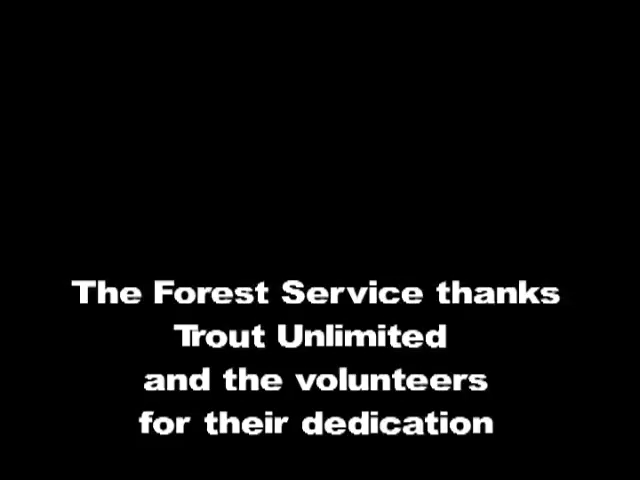 The Forest Service thanks
Trout Unlimited
and the volunteers
for their dedication